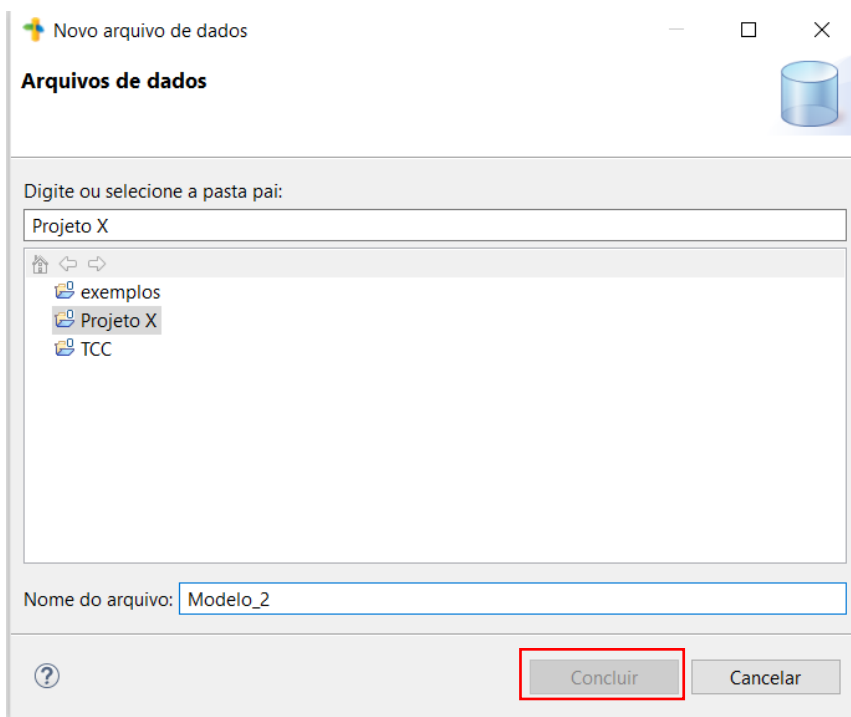 Novo arquivo de dados
Arquivos de dados
Digite ou selecione a pasta pai:
Projeto X
exemplos
Projeto X
TCC
Nome do arquivo: Modelo_2
Concluir Cancelar